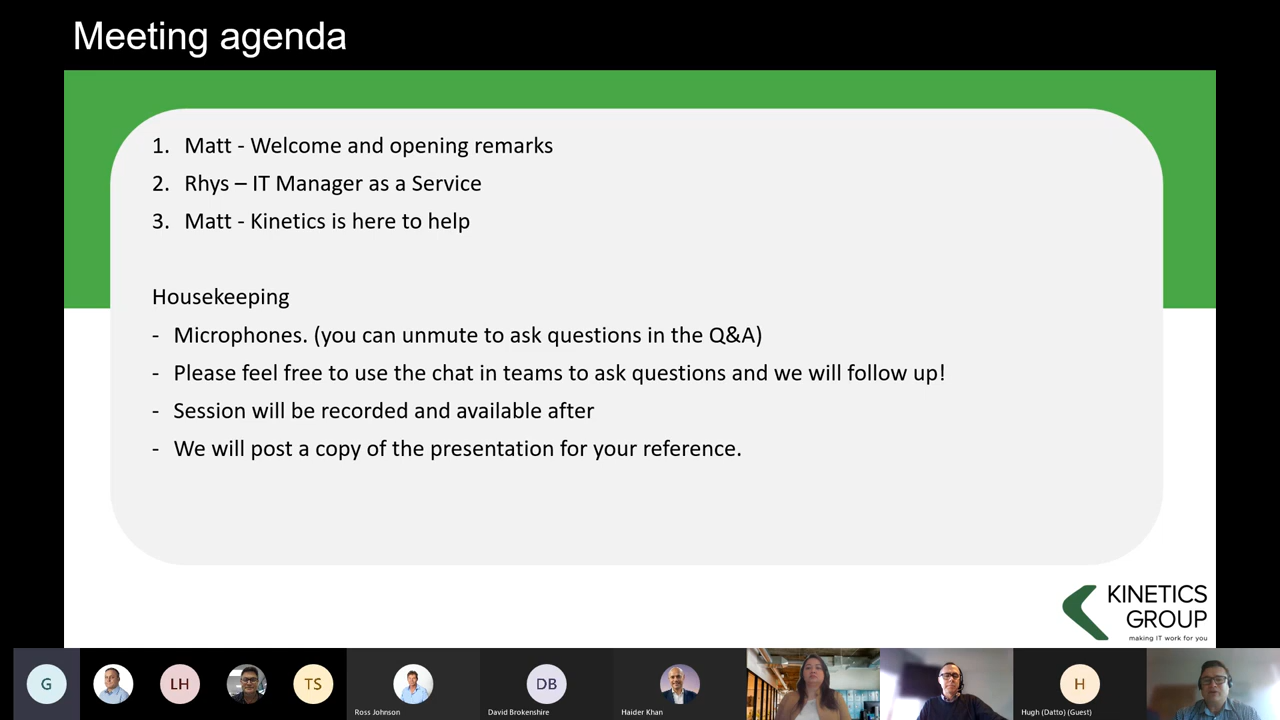 Meeting agenda
1. Matt - Welcome and opening remarks
2. Rhys – IT Manager as a Service
3. Matt - Kinetics is here to help
Housekeeping
- Microphones. (you can unmute to ask questions in the Q&A)
- Please feel free to use the chat in teams to ask questions and we will follow up!
- Session will be recorded and available after
- We will post a copy of the presentation for your reference.
KINETICS
GROUP
making IT work for you
G
LH
TS
DB
H
Ross Johnson
David Brokenshire
Haider Khan
Hugh (Datto) (Guest)